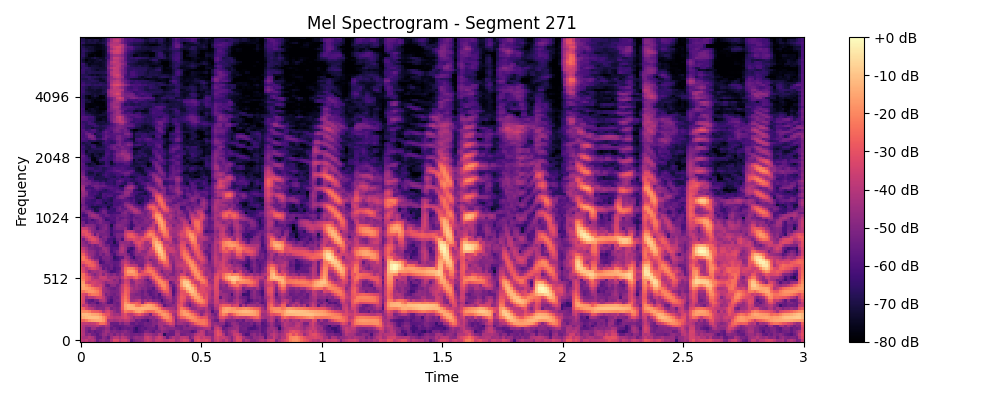 Mel Spectrogram - Segment 271
Frequency
4096
2048
1024
512
0
0
0.5
1
1.5
2
2.5
3
Time
+0 dB
-10 dB
-20 dB
-30 dB
-40 dB
-50 dB
-60 dB
-70 dB
-80 dB